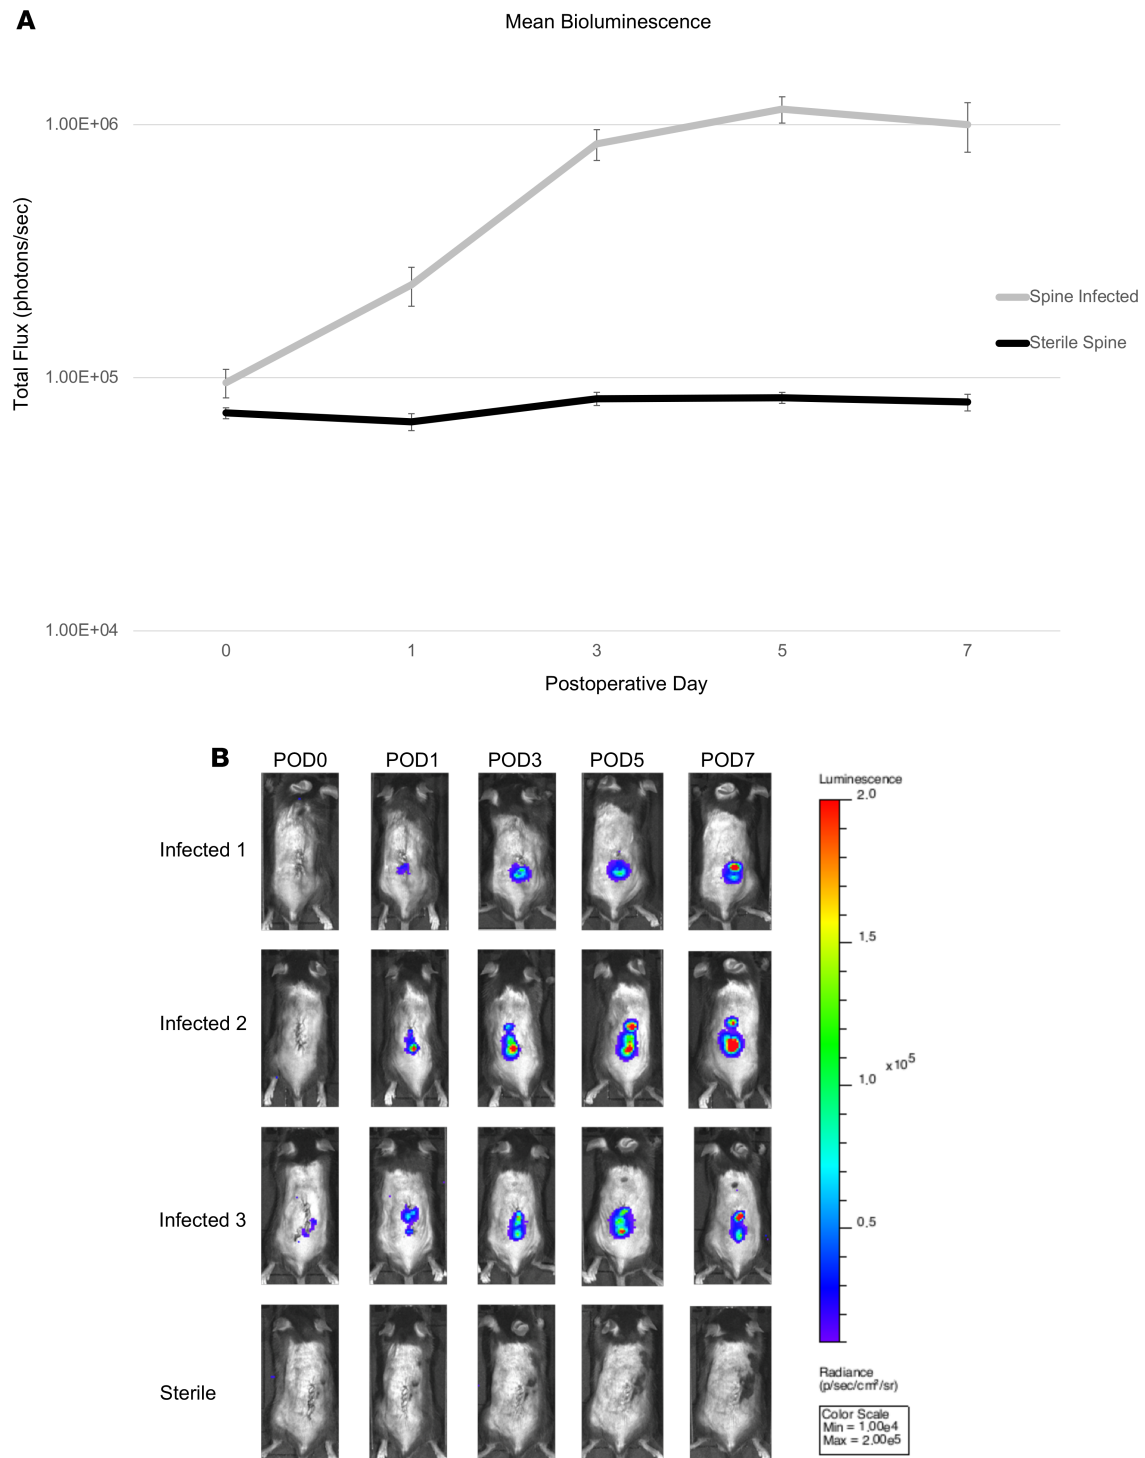 A
Mean Bioluminescence
1.00E+06
1.00E+05
1.00E+04
Total Flux (photons/sec)
Spine Infected
Sterile Spine
0 1 3 5 7
Postoperative Day
B
POD0 POD1 POD3 POD5 POD7
Infected 1
Infected 2
Infected 3
Sterile
Luminescence
2.0
1.5
1.0
x10⁵
0.5
Radiance
(p/sec/cm²/sr)
Color Scale
Min = 1.00e4
Max = 2.00e5